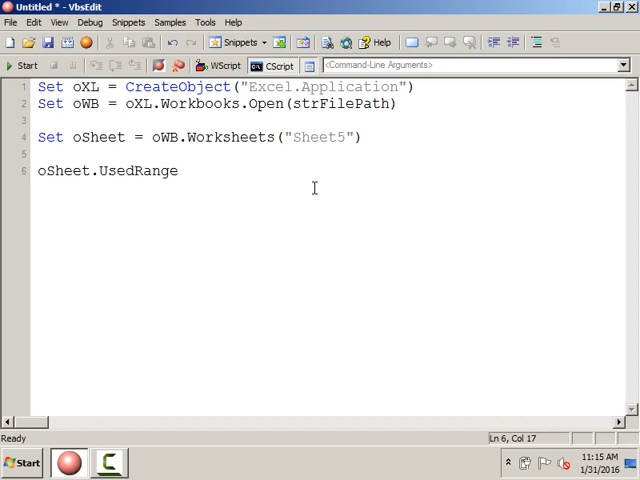 Untitled * - VbsEdit
File Edit View Debug Snippets Samples Tools Help
Snippets Help
Start WScript CScript <Command-Line Arguments>
1 Set oXL = CreateObject("Excel.Application")
2 Set oWB = oXL.Workbooks.Open(strFilePath)
3
4 Set oSheet = oWB.Worksheets("Sheet5")
5
6 oSheet.UsedRange
Ready Ln 6, Col 17
Start 11:15 AM
1/31/2016